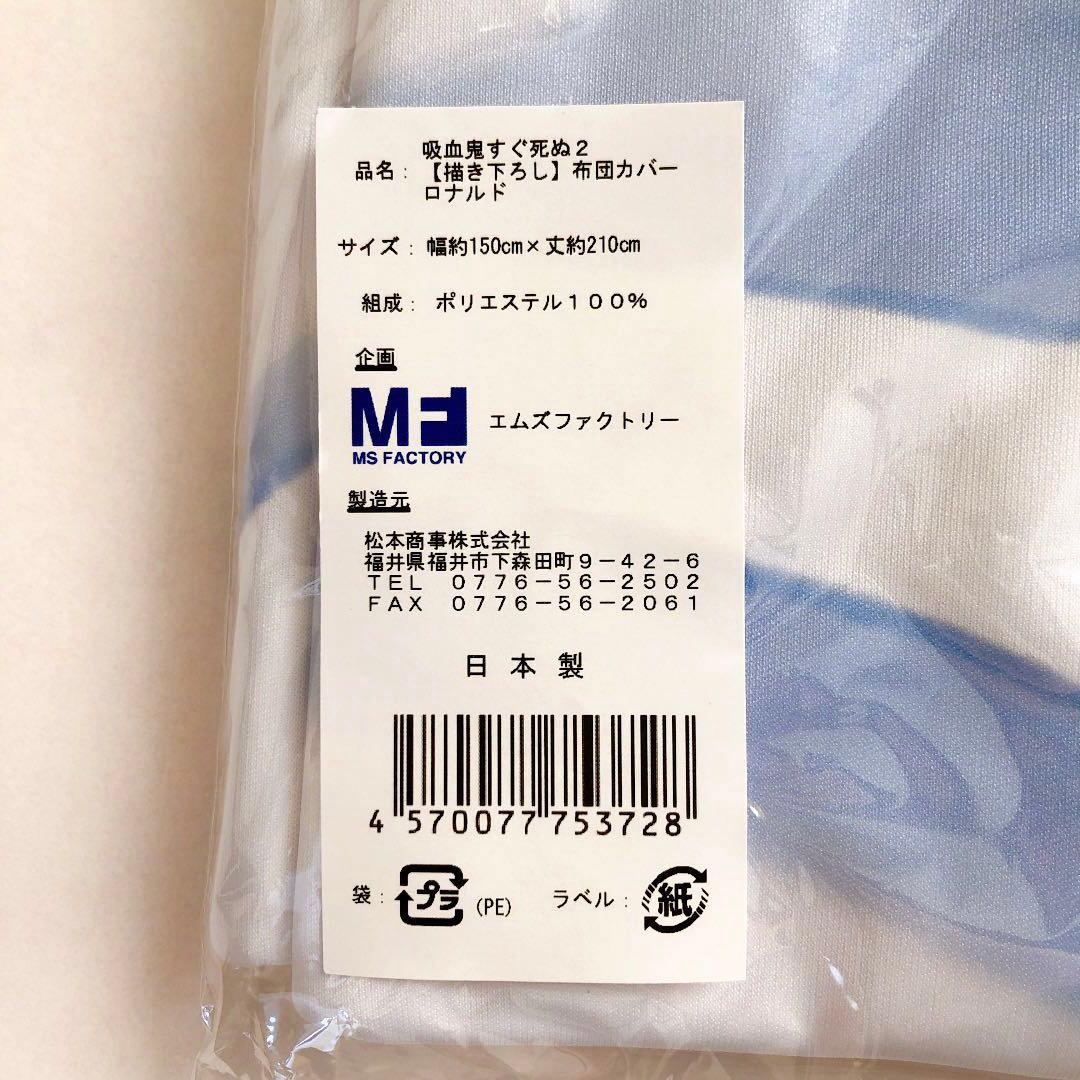 吸血鬼すぐ死ぬ２
品名： 【描き下ろし】布団カバー
ロナルド
サイズ： 幅約150cm×丈約210cm
組成： ポリエステル１００％
企画
MF エムズファクトリー
MS FACTORY
製造元
松本商事株式会社
福井県福井市下森田町９－４２－６
ＴＥＬ　０７７６－５６－２５０２
ＦＡＸ　０７７６－５６－２０６１
日 本 製
4 570077 753728
袋： プラ (PE) ラベル： 紙